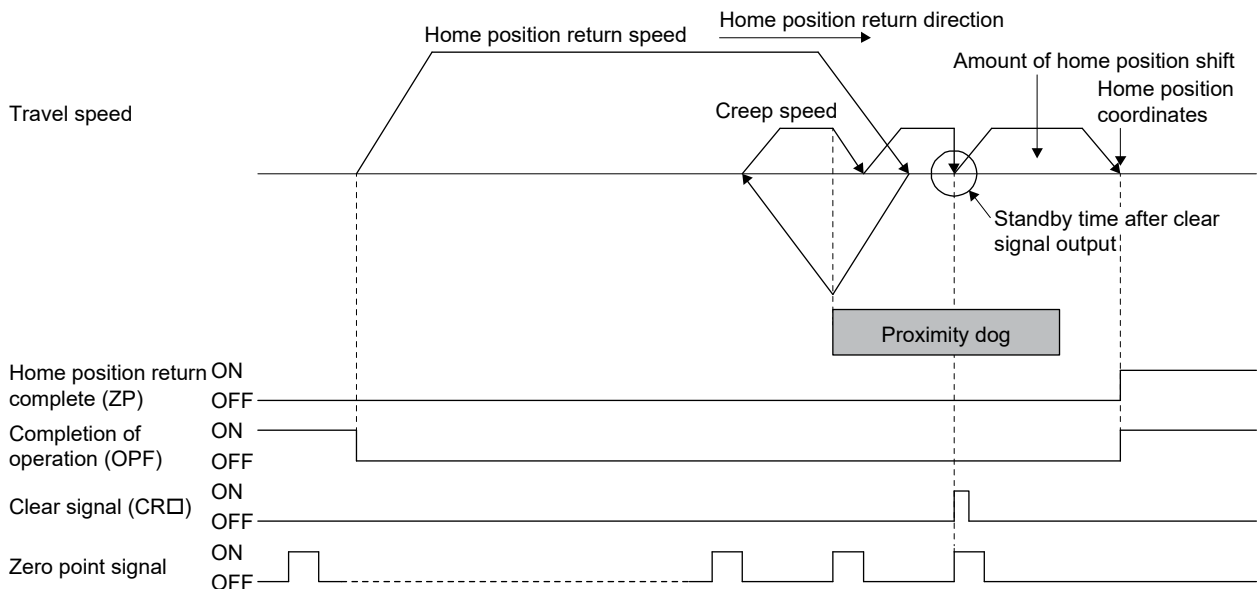 Home position return direction
Home position return speed
Amount of home position shift
Home position
coordinates
Travel speed
Creep speed
Standby time after clear
signal output
Proximity dog
Home position return
complete (ZP)
ON
OFF
Completion of
operation (OPF)
ON
OFF
Clear signal (CR□)
ON
OFF
Zero point signal
ON
OFF